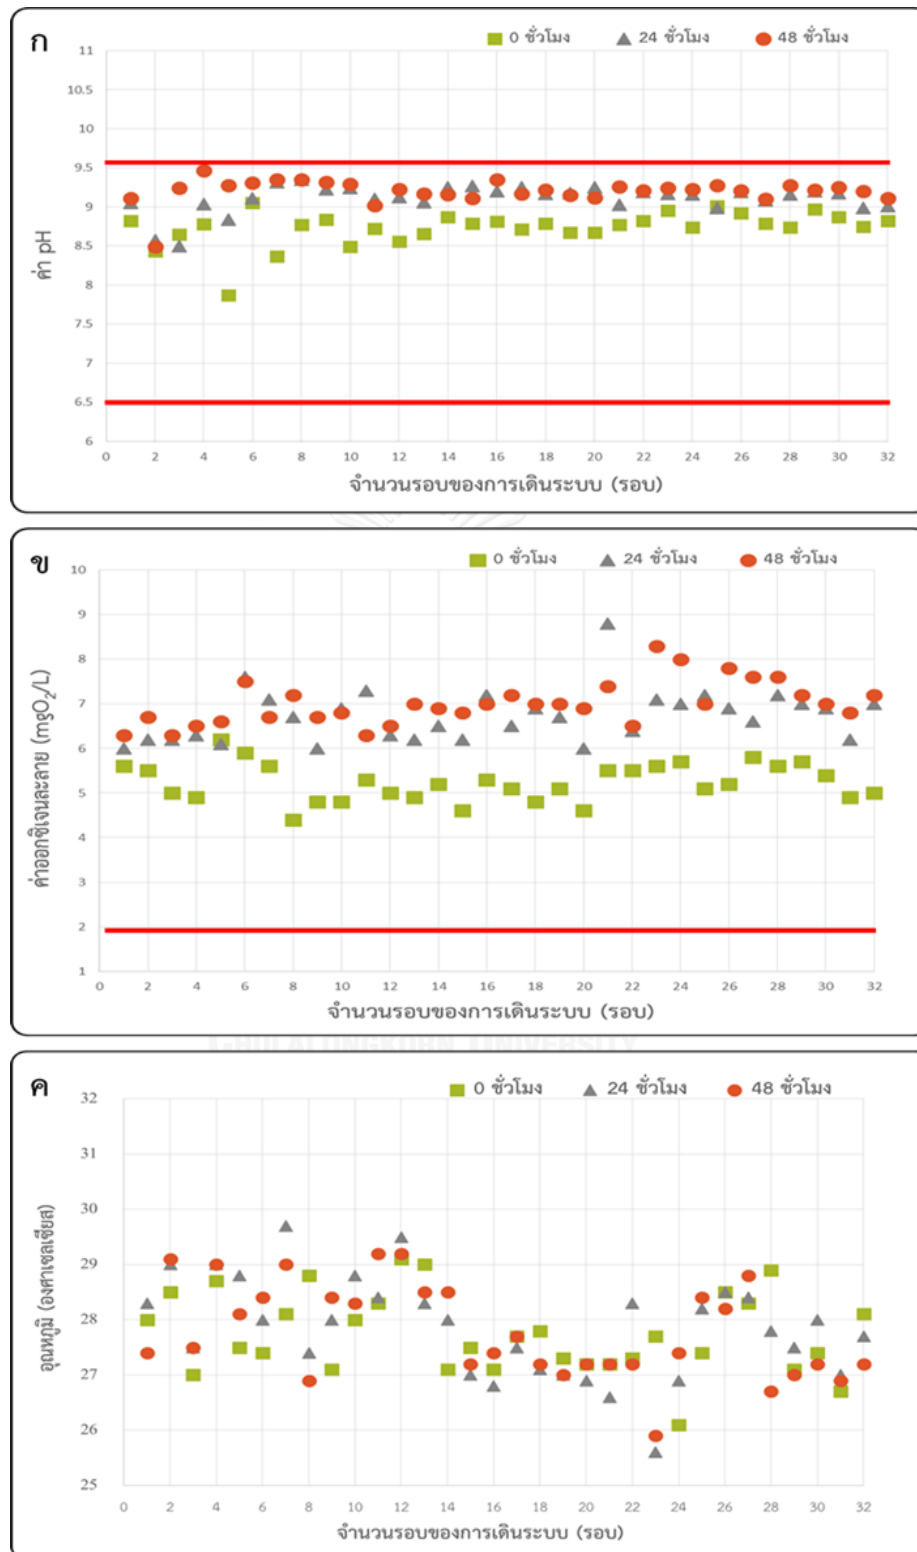 ก
0 ชั่วโมง 24 ชั่วโมง 48 ชั่วโมง
11
10.5
10
9.5
9
8.5
8
7.5
7
6.5
6
ค่า pH
0 2 4 6 8 10 12 14 16 18 20 22 24 26 28 30 32
จำนวนรอบของการเดินระบบ (รอบ)
ข
0 ชั่วโมง 24 ชั่วโมง 48 ชั่วโมง
10
9
8
7
6
5
4
3
2
1
ค่าออกซิเจนละลาย (mgO₂/L)
0 2 4 6 8 10 12 14 16 18 20 22 24 26 28 30 32
จำนวนรอบของการเดินระบบ (รอบ)
CHULALONGKORN UNIVERSITY
ค
0 ชั่วโมง 24 ชั่วโมง 48 ชั่วโมง
32
31
30
29
28
27
26
25
อุณหภูมิ (องศาเซลเซียส)
0 2 4 6 8 10 12 14 16 18 20 22 24 26 28 30 32
จำนวนรอบของการเดินระบบ (รอบ)